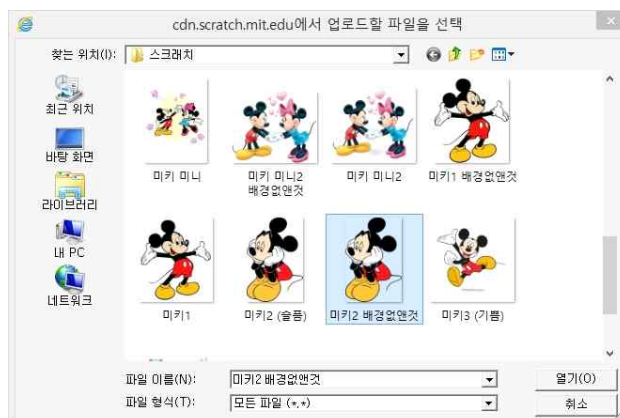 cdn.scratch.mit.edu에서 업로드할 파일을 선택
찾는 위치(I):
스크래치
최근 위치
바탕 화면
라이브러리
내 PC
네트워크
미키 미니
미키 미니2
배경없앤것
미키 미니2
미키1 배경없앤것
미키1
미키2 (슬픔)
미키2 배경없앤것
미키3 (기쁨)
파일 이름(N):
미키2 배경없앤것
열기(O)
파일 형식(T):
모든 파일 (*.*)
취소